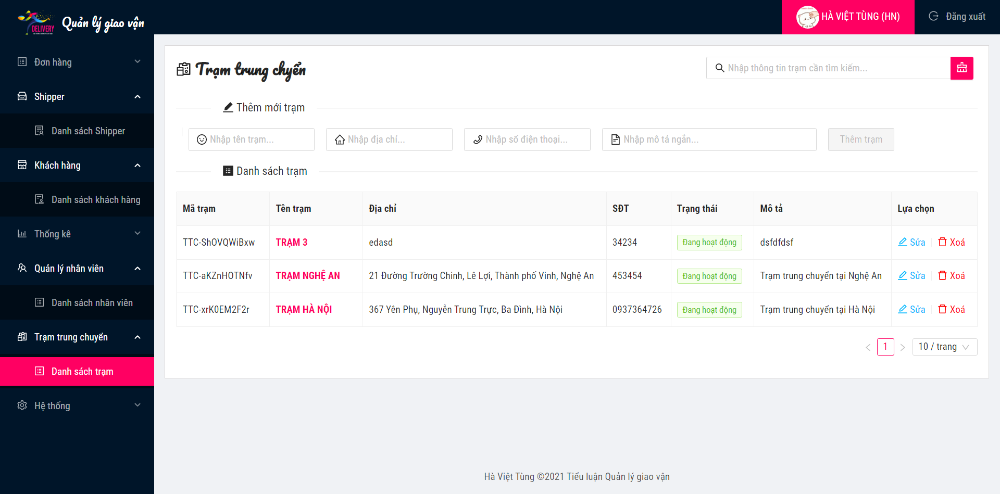 DELIVERY
Quản lý giao vận
HÀ VIỆT TÙNG (HN)
Đăng xuất
Đơn hàng
Shipper
Danh sách Shipper
Khách hàng
Danh sách khách hàng
Thống kê
Quản lý nhân viên
Danh sách nhân viên
Trạm trung chuyển
Danh sách trạm
Hệ thống
Trạm trung chyển
Nhập thông tin trạm cần tìm kiếm...
Thêm mới trạm
Nhập tên trạm... Nhập địa chỉ... Nhập số điện thoại... Nhập mô tả ngắn... Thêm trạm
Danh sách trạm
Mã trạm Tên trạm Địa chỉ SĐT Trạng thái Mô tả Lựa chọn
TTC-ShOVQWiBxw TRẠM 3 edasd 34234 Đang hoạt động dsfdfdsf Sửa Xoá
TTC-aKZnHOTNfv TRẠM NGHỆ AN 21 Đường Trường Chinh, Lê Lợi, Thành phố Vinh, Nghệ An 453454 Đang hoạt động Trạm trung chuyển tại Nghệ An Sửa Xoá
TTC-xrK0EM2F2r TRẠM HÀ NỘI 367 Yên Phụ, Nguyễn Trung Trực, Ba Đình, Hà Nội 0937364726 Đang hoạt động Trạm trung chuyển tại Hà Nội Sửa Xoá
1 10 / trang
Hà Việt Tùng ©2021 Tiểu luận Quản lý giao vận